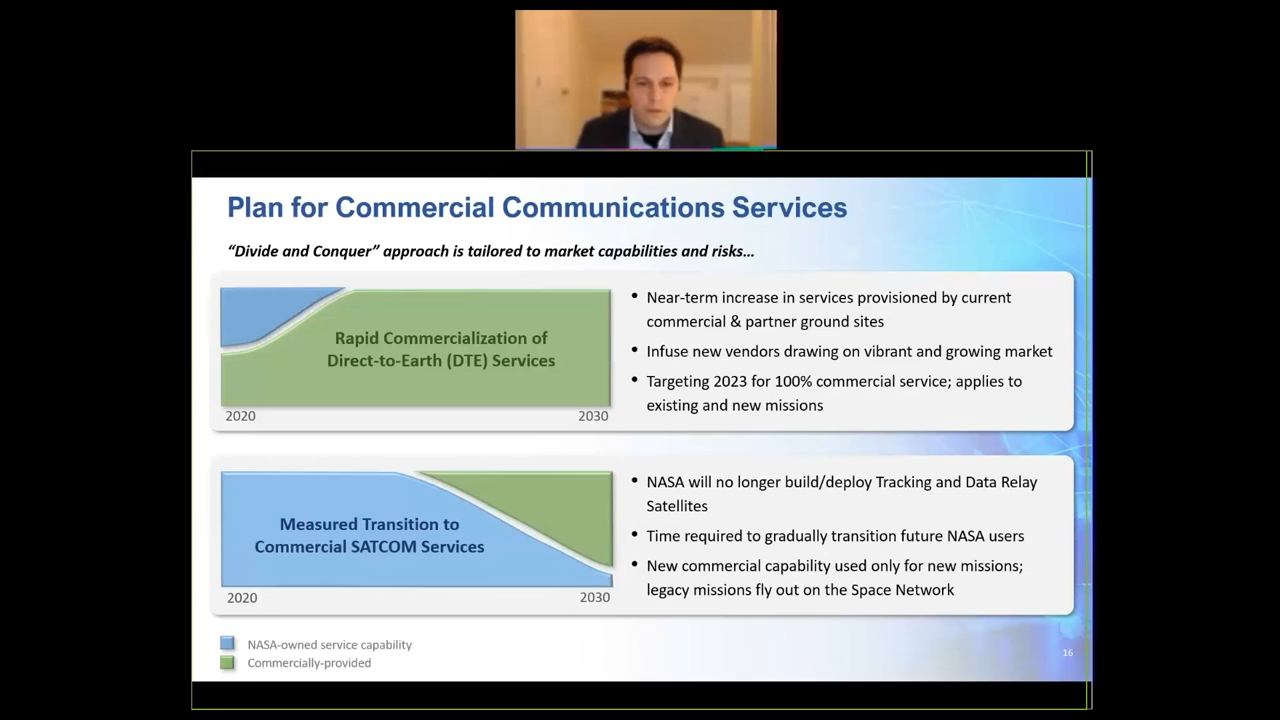 Plan for Commercial Communications Services
“Divide and Conquer” approach is tailored to market capabilities and risks…
Rapid Commercialization of
Direct-to-Earth (DTE) Services
2020
2030
• Near-term increase in services provisioned by current
commercial & partner ground sites
• Infuse new vendors drawing on vibrant and growing market
• Targeting 2023 for 100% commercial service; applies to
existing and new missions
Measured Transition to
Commercial SATCOM Services
2020
2030
• NASA will no longer build/deploy Tracking and Data Relay
Satellites
• Time required to gradually transition future NASA users
• New commercial capability used only for new missions;
legacy missions fly out on the Space Network
NASA-owned service capability
Commercially-provided
16